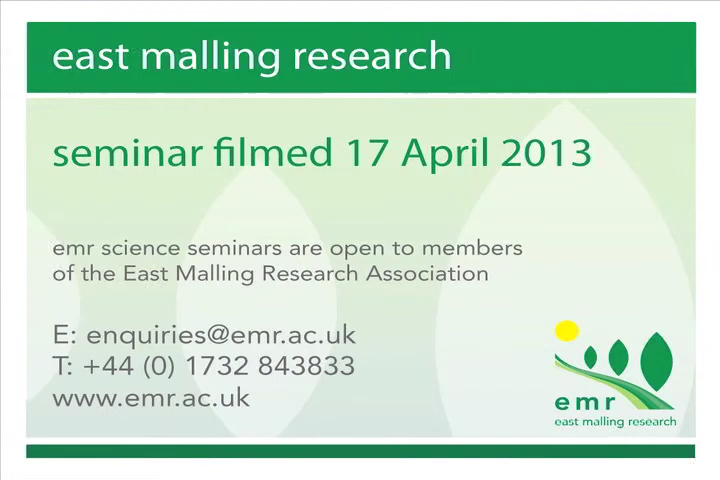 east malling research
seminar filmed 17 April 2013
emr science seminars are open to members
of the East Malling Research Association
E: enquiries@emr.ac.uk
T: +44 (0) 1732 843833
www.emr.ac.uk
emr
east malling research